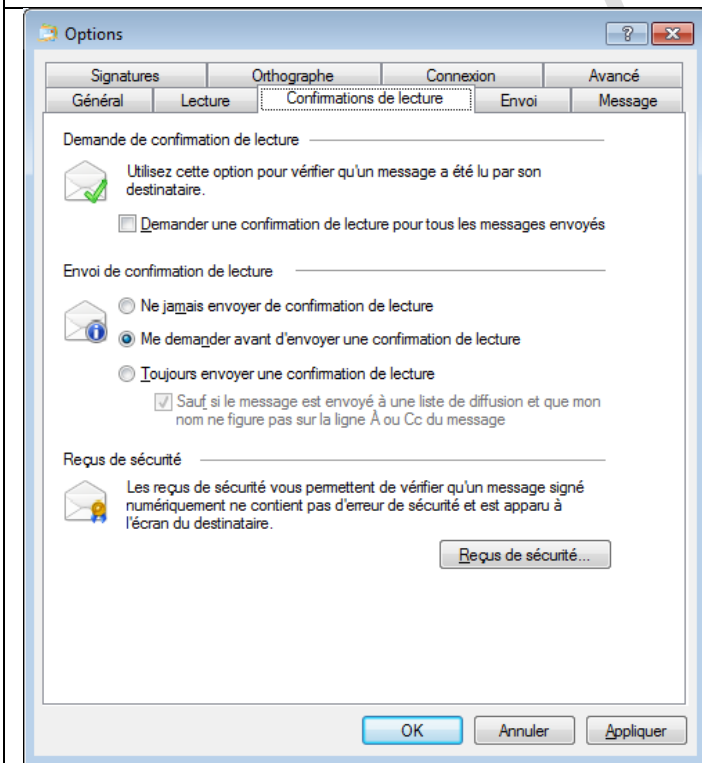 Options
Signatures
Orthographe
Connexion
Avancé
Général
Lecture
Confirmations de lecture
Envoi
Message
Demande de confirmation de lecture
Utilisez cette option pour vérifier qu'un message a été lu par son
destinataire.
Demander une confirmation de lecture pour tous les messages envoyés
Envoi de confirmation de lecture
Ne jamais envoyer de confirmation de lecture
Me demander avant d'envoyer une confirmation de lecture
Toujours envoyer une confirmation de lecture
Sauf si le message est envoyé à une liste de diffusion et que mon
nom ne figure pas sur la ligne À ou Cc du message
Reçus de sécurité
Les reçus de sécurité vous permettent de vérifier qu'un message signé
numériquement ne contient pas d'erreur de sécurité et est apparu à
l'écran du destinataire.
Reçus de sécurité...
OK
Annuler
Appliquer